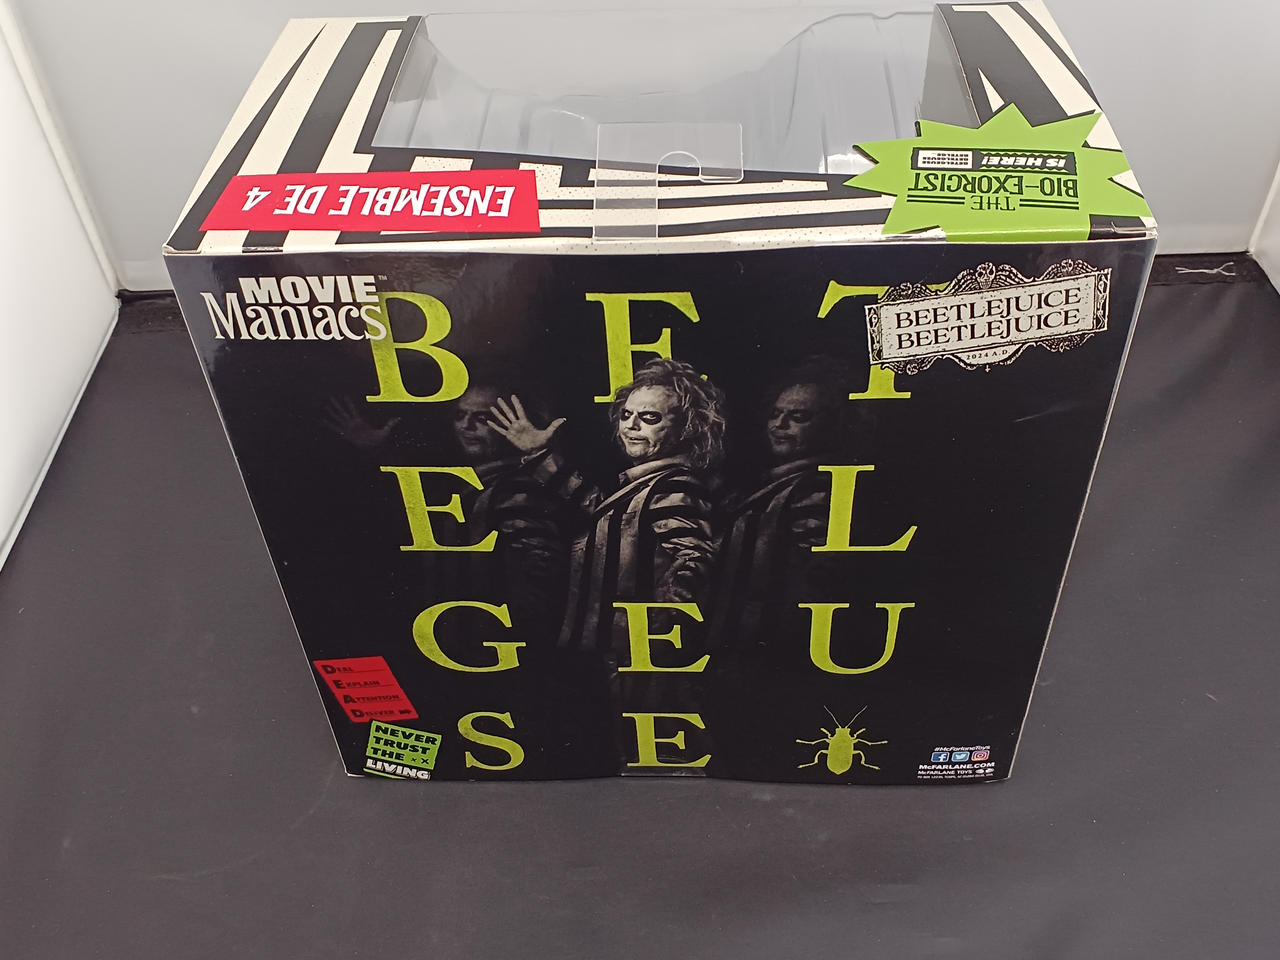 ENSEMBLE DE 4
THE
BIO-EXORCIST
IS HERE!
MOVIE™
Maniacs
BEETLEJUICE
BEETLEJUICE
2024 A.D.
B E T
E L
G E U
S E
DEAL
EXPLAIN
ATTENTION
DELIVER
NEVER
TRUST
THE
LIVING
#McFarlaneToys
McFARLANE.COM
McFARLANE TOYS